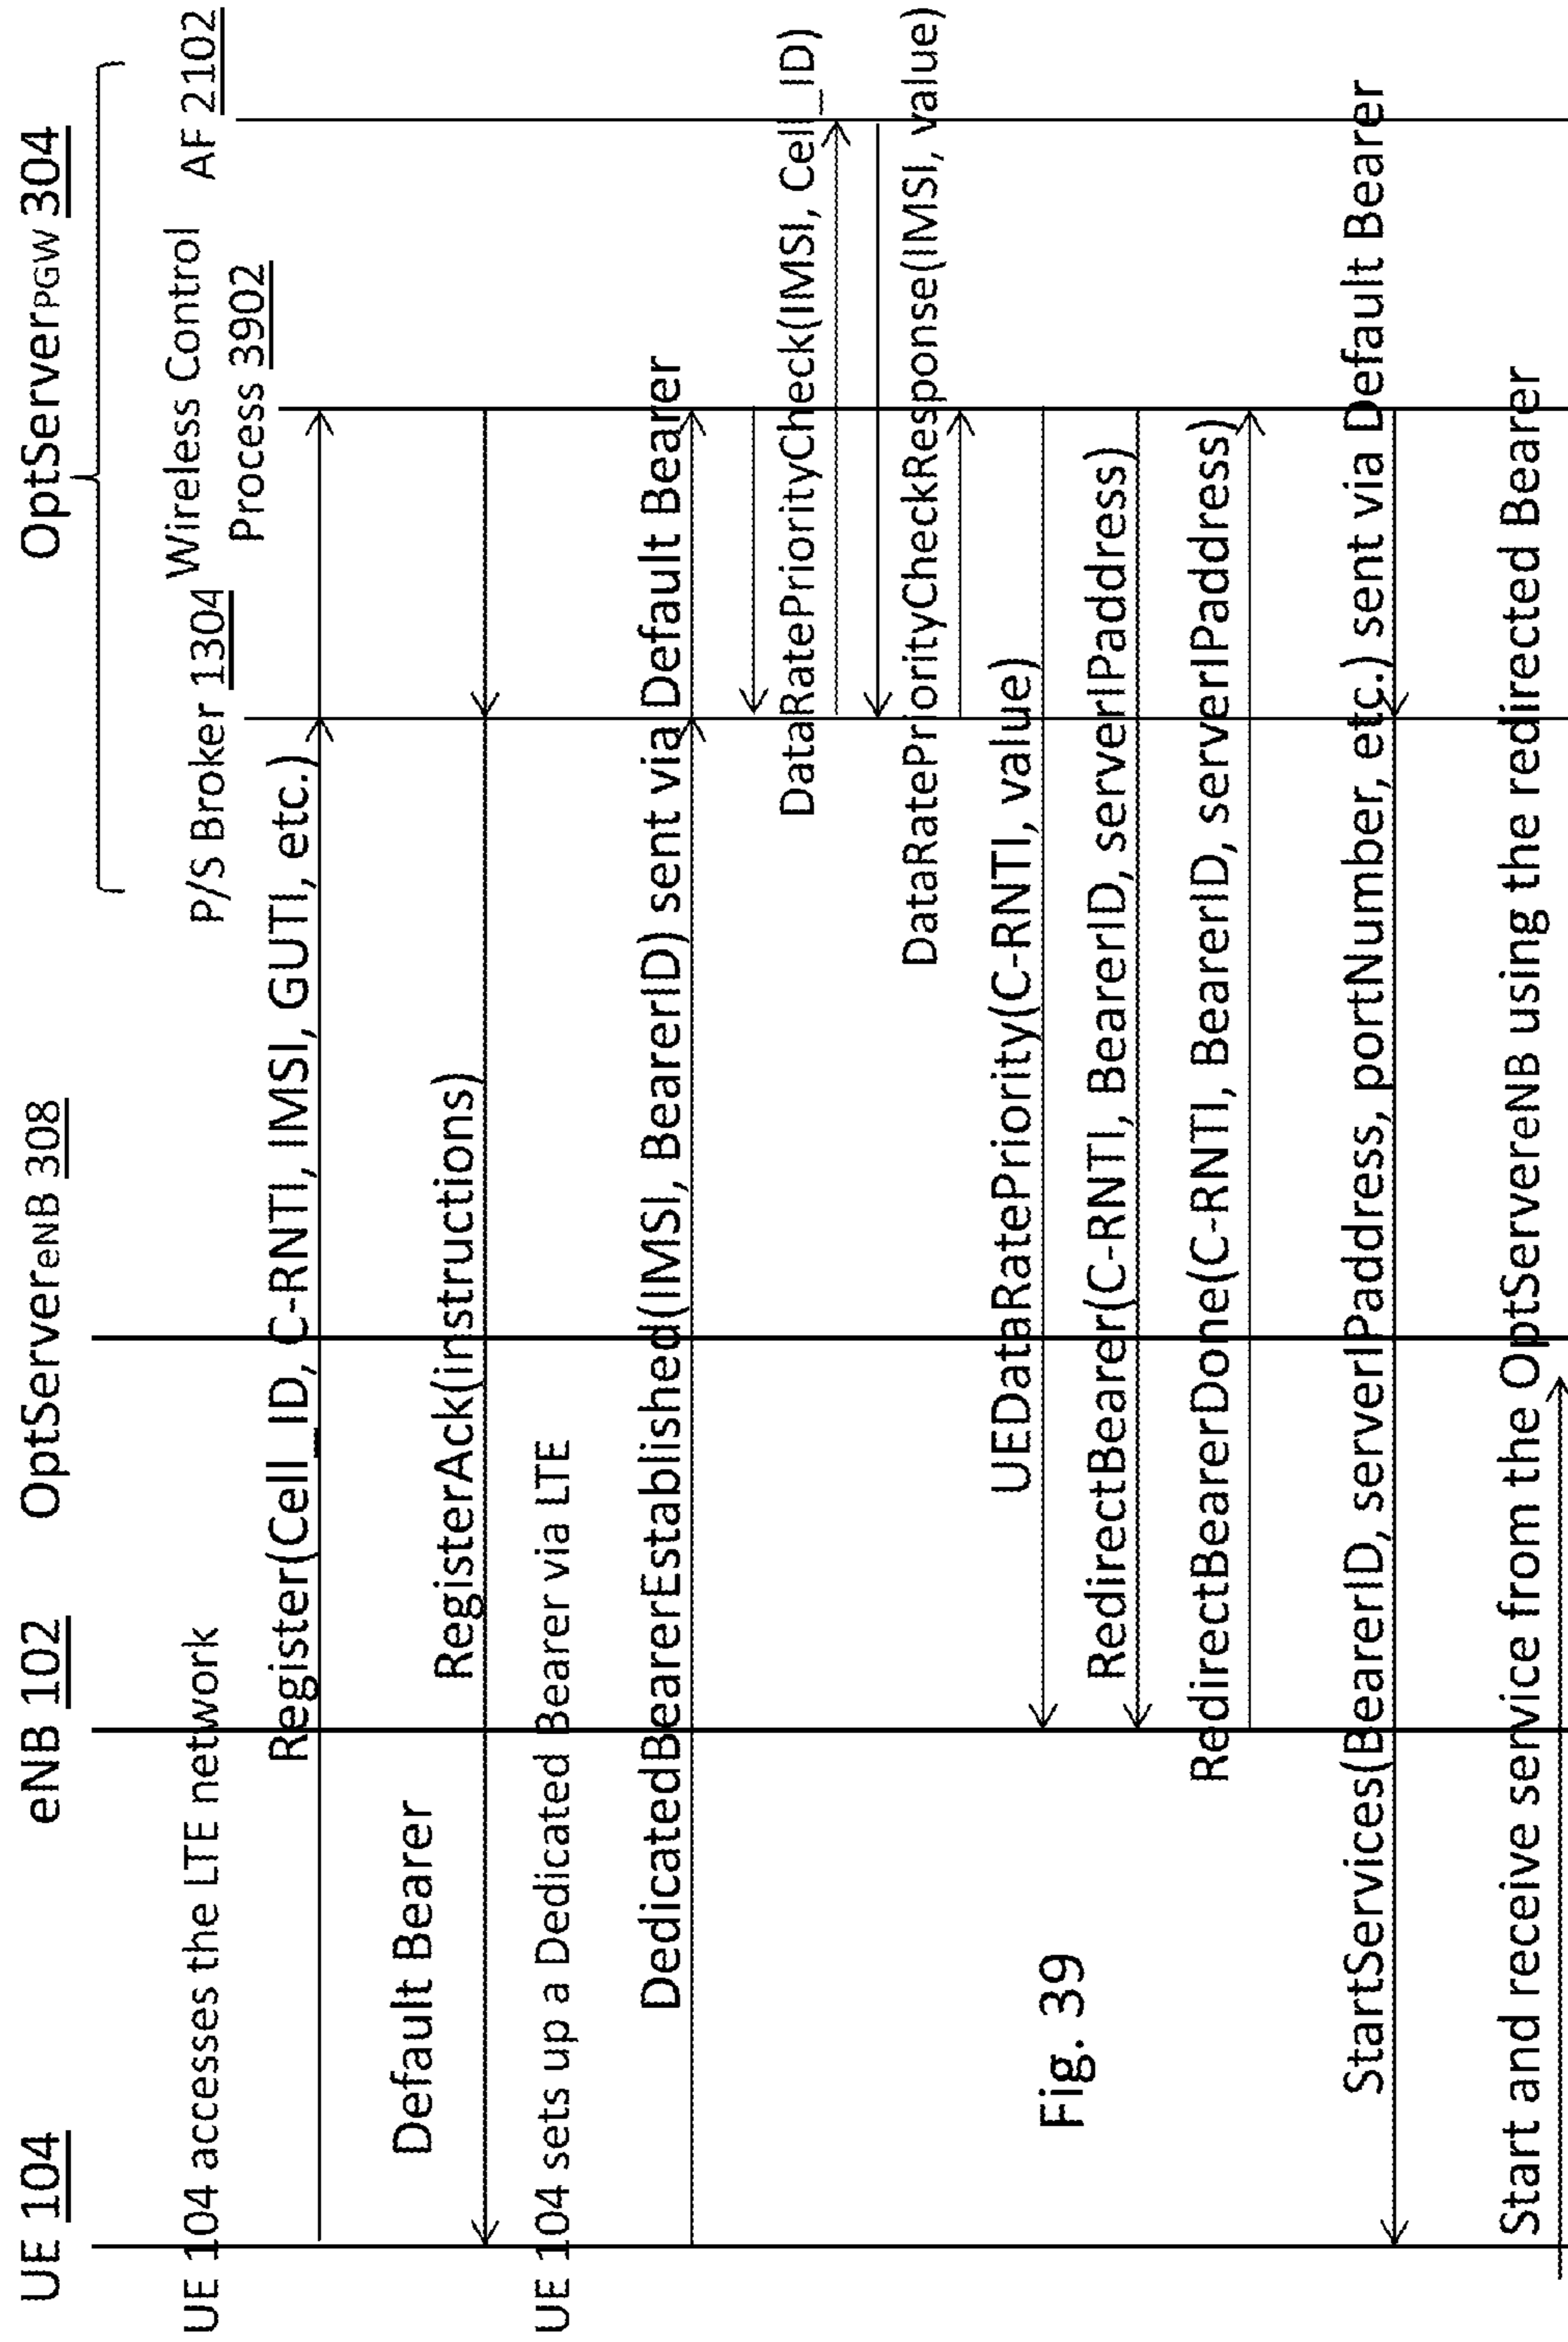 UE 104
eNB 102
OptServereNB 308
OptServerPGW 304
P/S Broker 1304
Wireless Control
Process 3902
AF 2102
UE 104 accesses the LTE network
Register(Cell_ID, C-RNTI, IMSI, GUTI, etc.)
Default Bearer
RegisterAck(instructions)
UE 104 sets up a Dedicated Bearer via LTE
DedicatedBearerEstablished(IMSI, BearerID) sent via Default Bearer
DataRatePriorityCheck(IMSI, Cell_ID)
DataRatePriorityCheckResponse(IMSI, value)
UEDataRatePriority(C-RNTI, value)
RedirectBearer(C-RNTI, BearerID, serverIPaddress)
RedirectBearerDone(C-RNTI, BearerID, serverIPaddress)
StartServices(BearerID, serverIPaddress, portNumber, etc.) sent via Default Bearer
Start and receive service from the OptServereNB using the redirected Bearer
Fig. 39